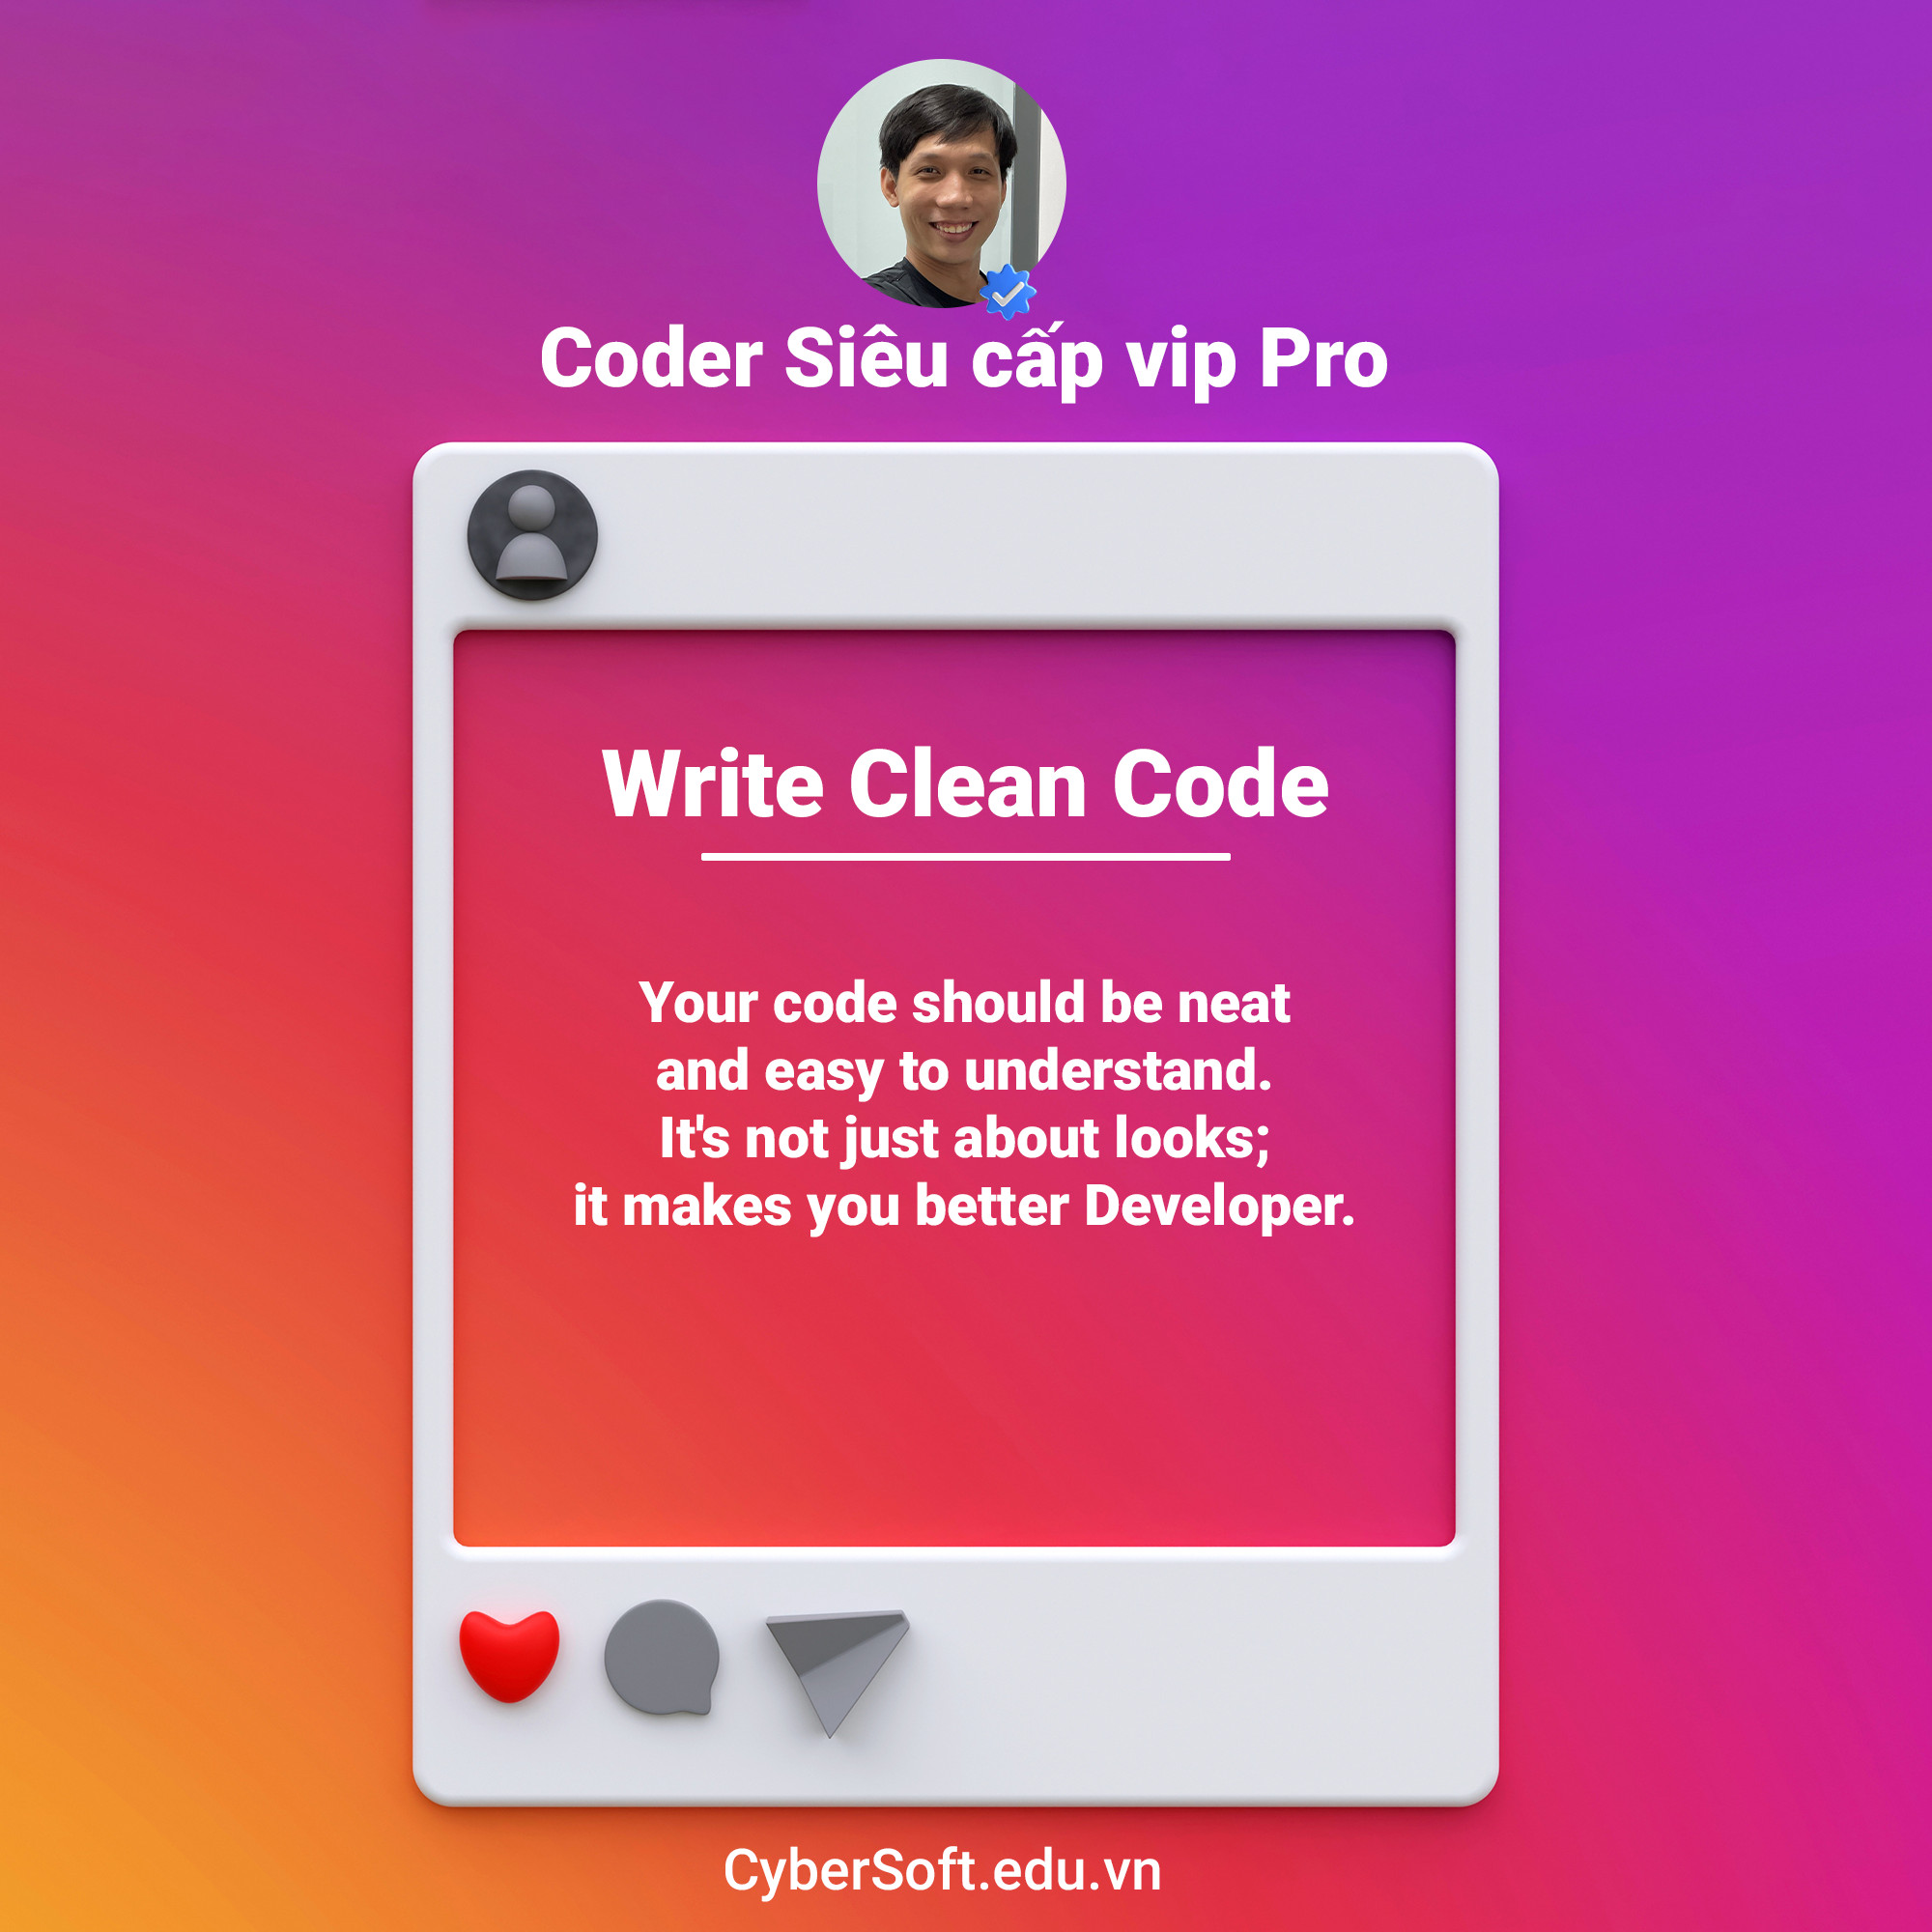 Coder Siêu cấp vip Pro
Write Clean Code
Your code should be neat
and easy to understand.
It's not just about looks;
it makes you better Developer.
CyberSoft.edu.vn